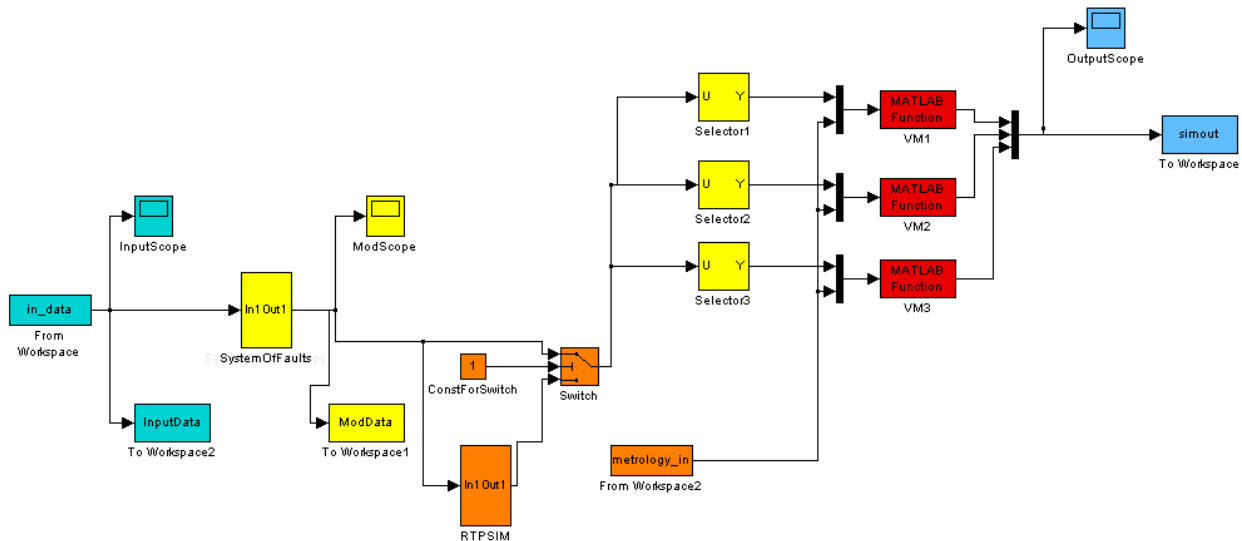 OutputScope
U Y
Selector1
MATLAB
Function
VM1
simout
To Workspace
U Y
Selector2
MATLAB
Function
VM2
InputScope
ModScope
U Y
Selector3
MATLAB
Function
VM3
in_data
From
Workspace
In1 Out1
SystemOfFaults
1
ConstForSwitch
Switch
InputData
To Workspace2
ModData
To Workspace1
metrology_in
From Workspace2
In1 Out1
RTPSIM